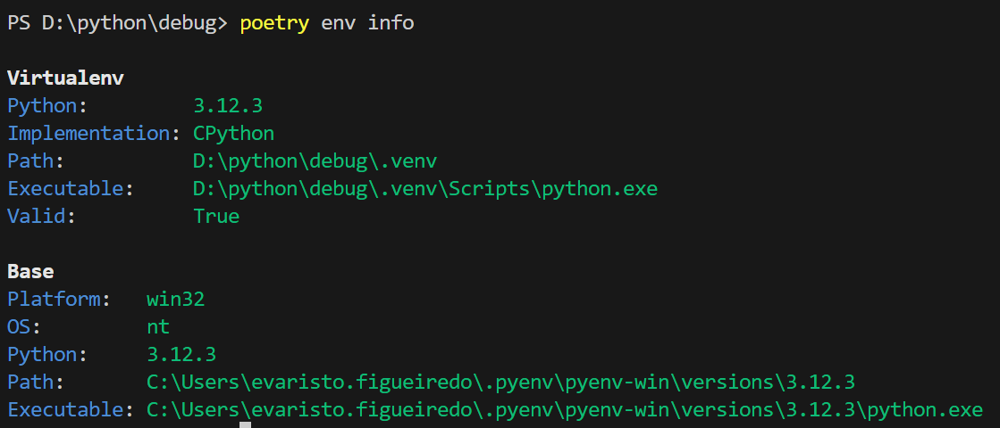 PS D:\python\debug> poetry env info
Virtualenv
Python: 3.12.3
Implementation: CPython
Path: D:\python\debug\.venv
Executable: D:\python\debug\.venv\Scripts\python.exe
Valid: True
Base
Platform: win32
OS: nt
Python: 3.12.3
Path: C:\Users\evaristo.figueiredo\.pyenv\pyenv-win\versions\3.12.3
Executable: C:\Users\evaristo.figueiredo\.pyenv\pyenv-win\versions\3.12.3\python.exe